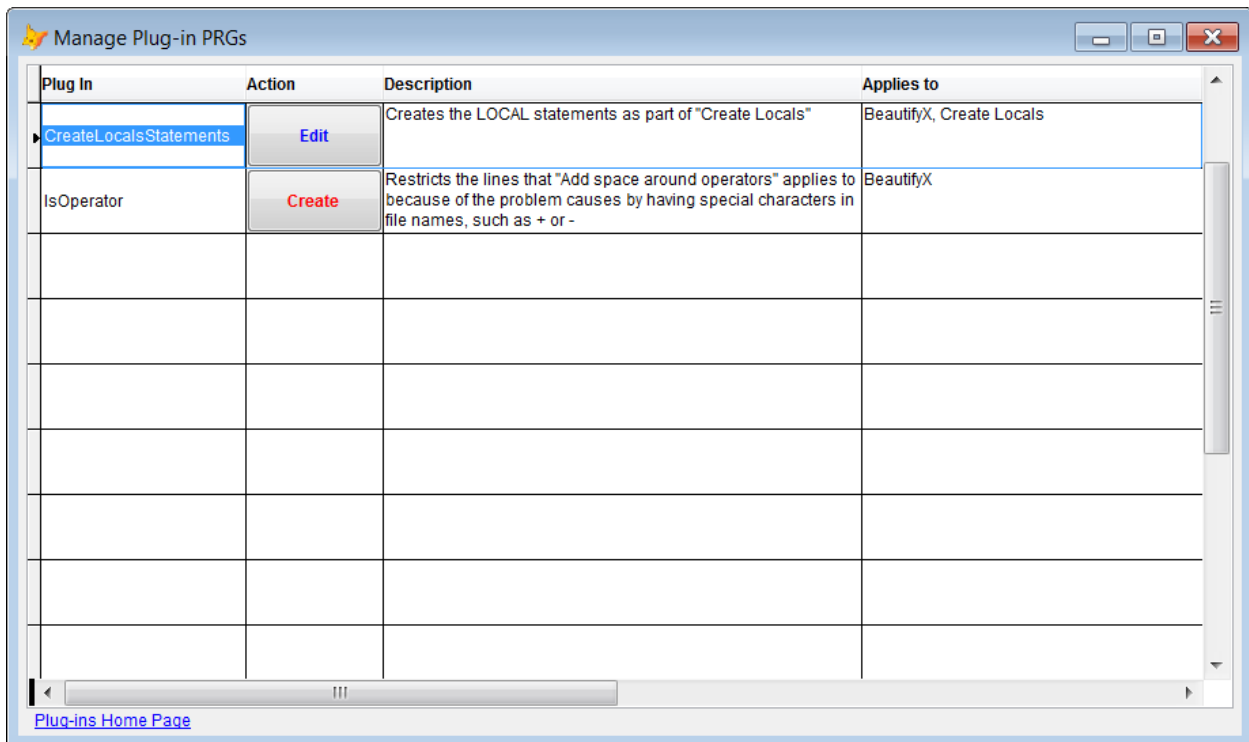 Manage Plug-in PRGs
Plug In Action Description Applies to
CreateLocalsStatements Edit Creates the LOCAL statements as part of "Create Locals" BeautifyX, Create Locals
IsOperator Create Restricts the lines that "Add space around operators" applies to BeautifyX
because of the problem causes by having special characters in
file names, such as + or -
Plug-ins Home Page